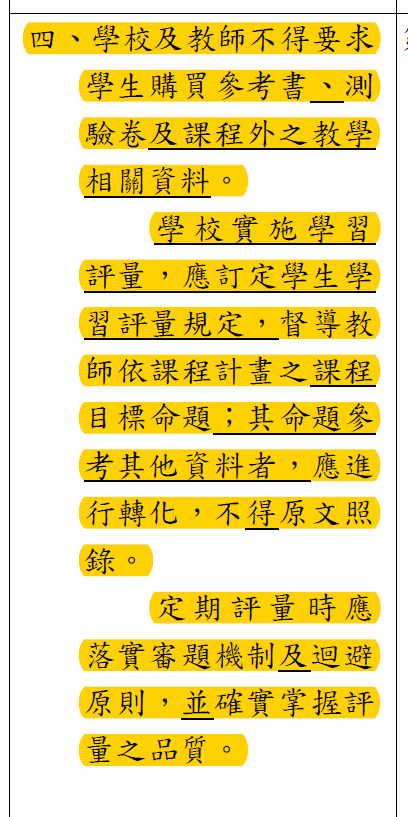 四、學校及教師不得要求
學生購買參考書、測
驗卷及課程外之教學
相關資料。
學校實施學習
評量，應訂定學生學
習評量規定，督導教
師依課程計畫之課程
目標命題；其命題參
考其他資料者，應進
行轉化，不得原文照
錄。
定期評量時應
落實審題機制及迴避
原則，並確實掌握評
量之品質。